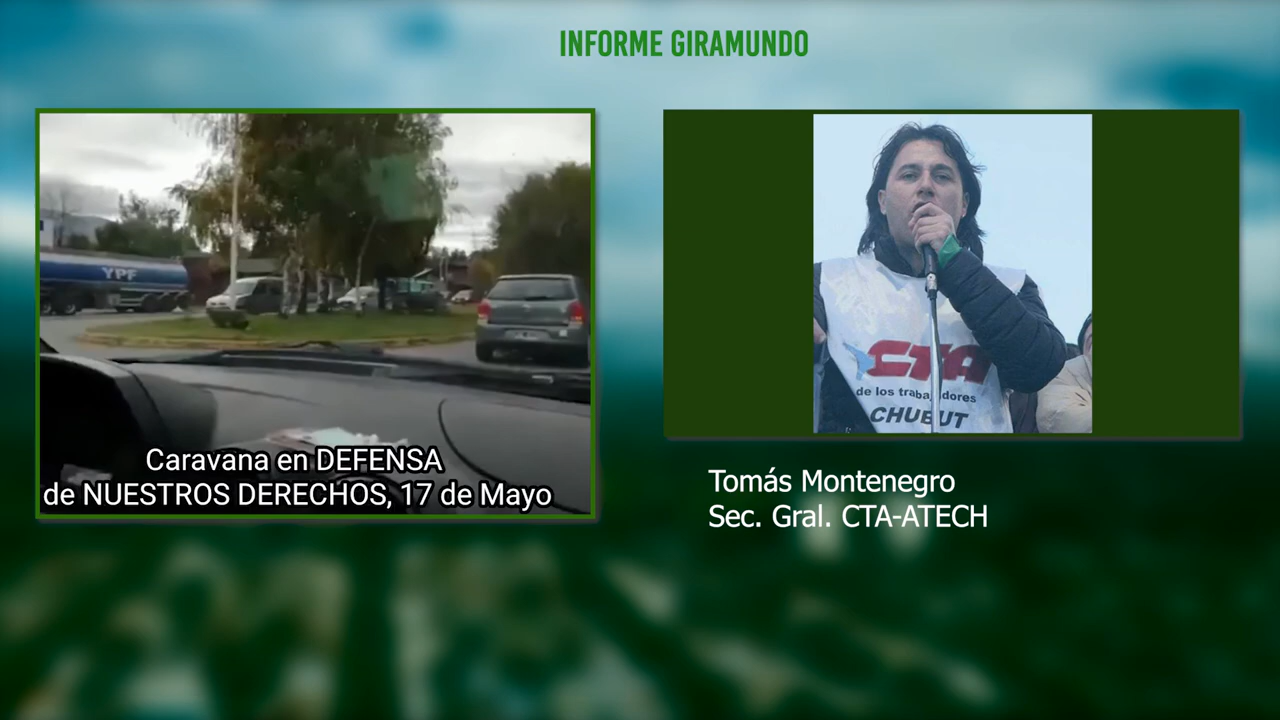 INFORME GIRAMUNDO
YPF
Caravana en DEFENSA
de NUESTROS DERECHOS, 17 de Mayo
CTA
de los trabajadores
CHUBUT
Tomás Montenegro
Sec. Gral. CTA-ATECH